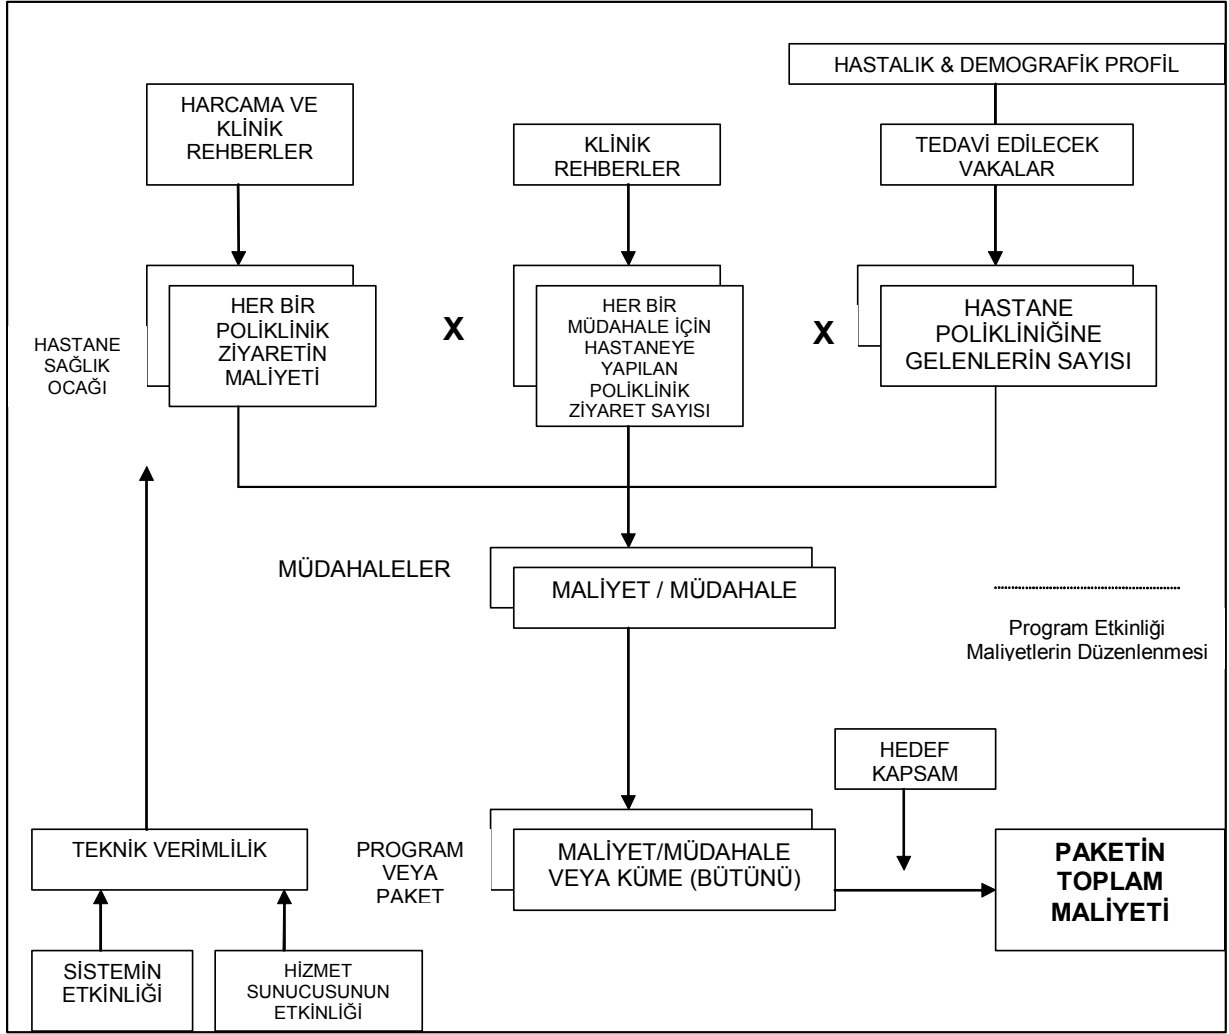 HASTALIK & DEMOGRAFİK PROFİL
HARCAMA VE
KLİNİK
REHBERLER
KLİNİK
REHBERLER
TEDAVİ EDİLECEK
VAKALAR
HASTANE
SAĞLIK
OCAĞI
HER BİR
POLİKLİNİK
ZİYARETİN
MALİYETİ
X
HER BİR
MÜDAHALE İÇİN
HASTANEYE
YAPILAN
POLİKLİNİK
ZİYARET SAYISI
X
HASTANE
POLİKLİNİĞİNE
GELENLERİN SAYISI
MÜDAHALELER
MALİYET / MÜDAHALE
Program Etkinliği
Maliyetlerin Düzenlenmesi
HEDEF
KAPSAM
TEKNİK VERİMLİLİK
PROGRAM
VEYA
PAKET
MALİYET/MÜDAHALE
VEYA KÜME (BÜTÜNÜ)
PAKETİN
TOPLAM
MALİYETİ
SİSTEMİN
ETKİNLİĞİ
HİZMET
SUNUCUSUNUN
ETKİNLİĞİ